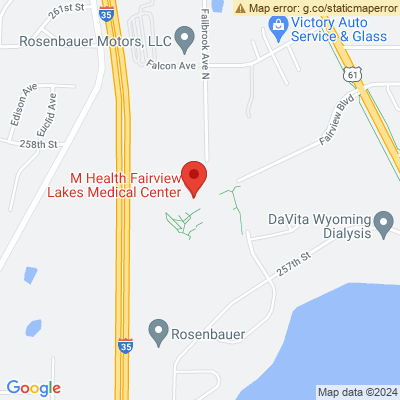 Map error: g.co/staticmaperror
261st St
35
Rosenbauer Motors, LLC
Fallbrook Ave N
Victory Auto
Service & Glass
Falcon Ave
61
Edison Ave
Euclid Ave
258th St
Fairview Blvd
M Health Fairview
Lakes Medical Center
DaVita Wyoming
Dialysis
257th St
Rosenbauer
35
Google
Map data ©2024